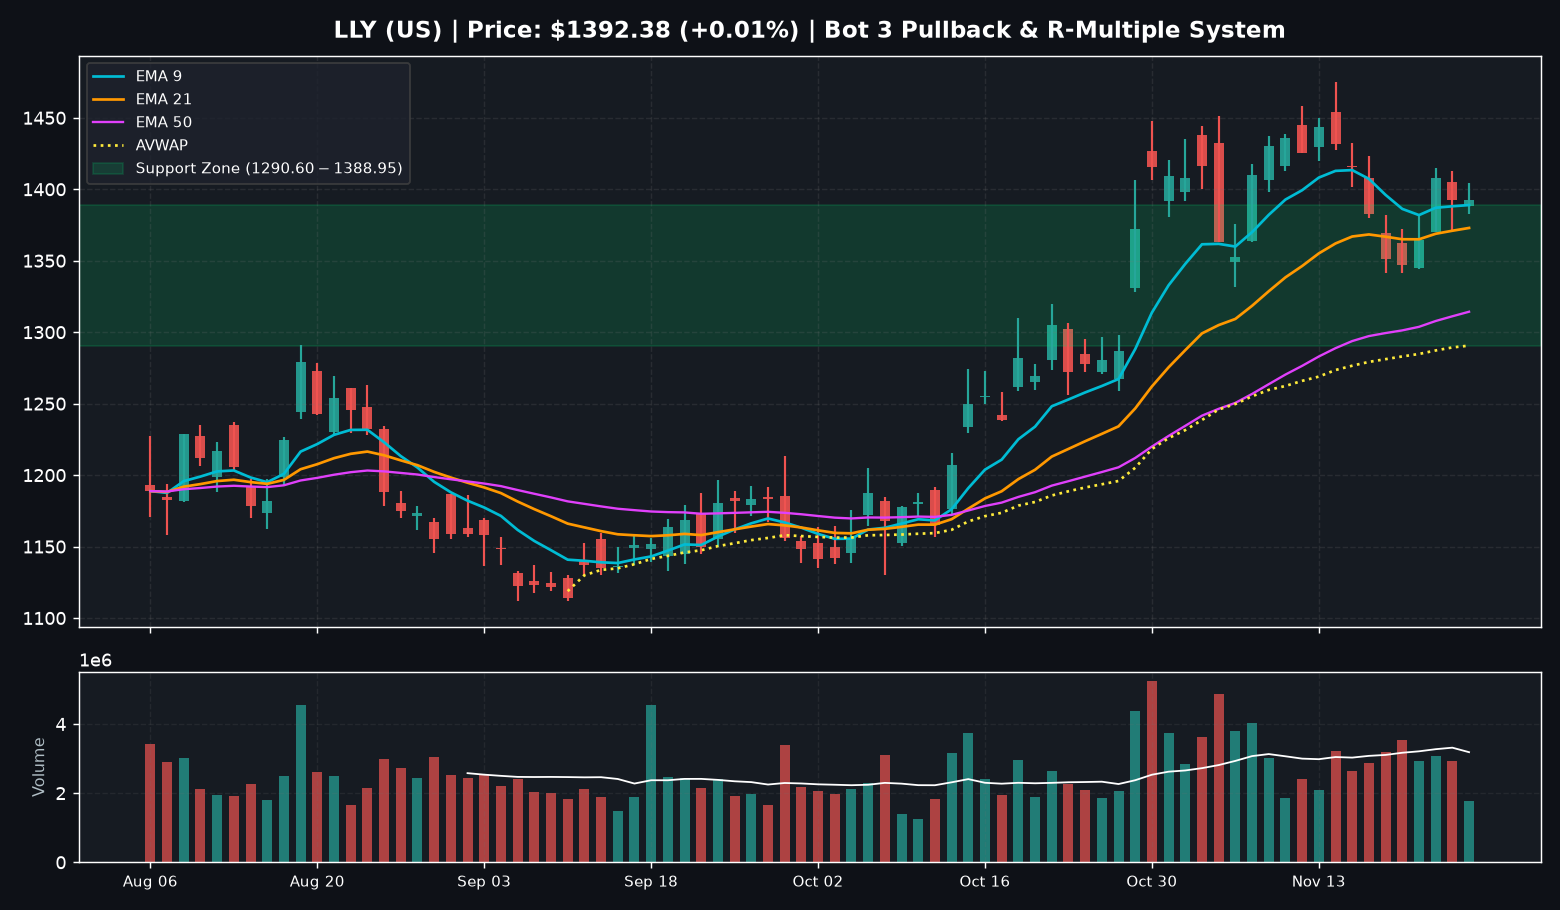 LLY (US) | Price: $1392.38 (+0.01%) | Bot 3 Pullback & R-Multiple System
EMA 9
EMA 21
EMA 50
AVWAP
Support Zone (1290.60 − 1388.95)
1450
1400
1350
1300
1250
1200
1150
1100
1e6
Volume
4
2
0
Aug 06
Aug 20
Sep 03
Sep 18
Oct 02
Oct 16
Oct 30
Nov 13